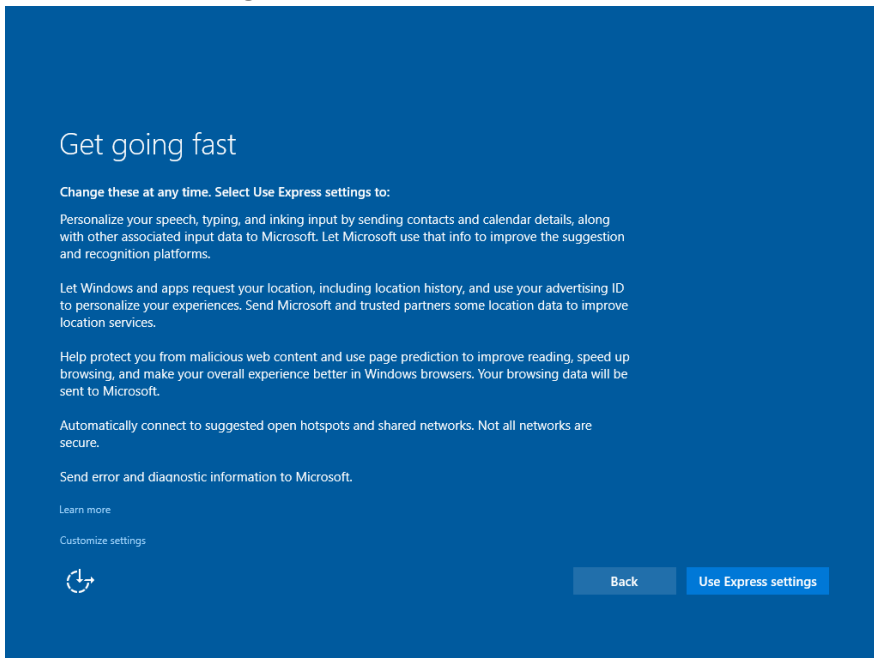 Get going fast
Change these at any time. Select Use Express settings to:
Personalize your speech, typing, and inking input by sending contacts and calendar details, along
with other associated input data to Microsoft. Let Microsoft use that info to improve the suggestion
and recognition platforms.
Let Windows and apps request your location, including location history, and use your advertising ID
to personalize your experiences. Send Microsoft and trusted partners some location data to improve
location services.
Help protect you from malicious web content and use page prediction to improve reading, speed up
browsing, and make your overall experience better in Windows browsers. Your browsing data will be
sent to Microsoft.
Automatically connect to suggested open hotspots and shared networks. Not all networks are
secure.
Send error and diagnostic information to Microsoft.
Learn more
Customize settings
Back
Use Express settings